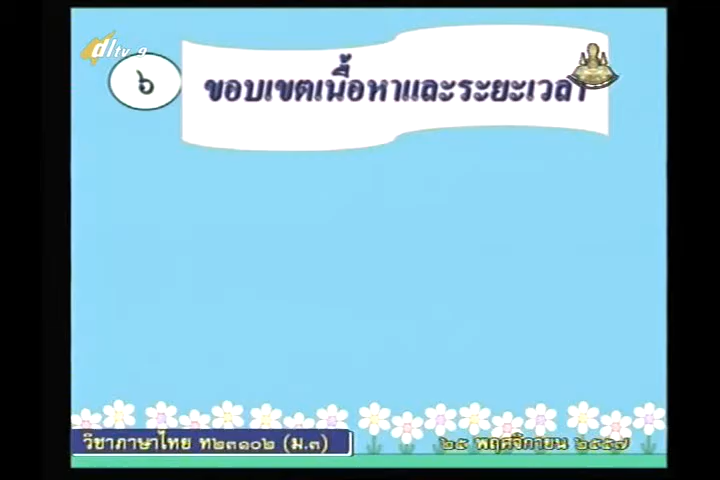 dltv 9
๖ ขอบเขตเนื้อหาและระยะเวลา
วิชาภาษาไทย ท๒๓๑๐๒ (ม.๓)
๒๕ พฤศจิกายน ๒๕๕๗